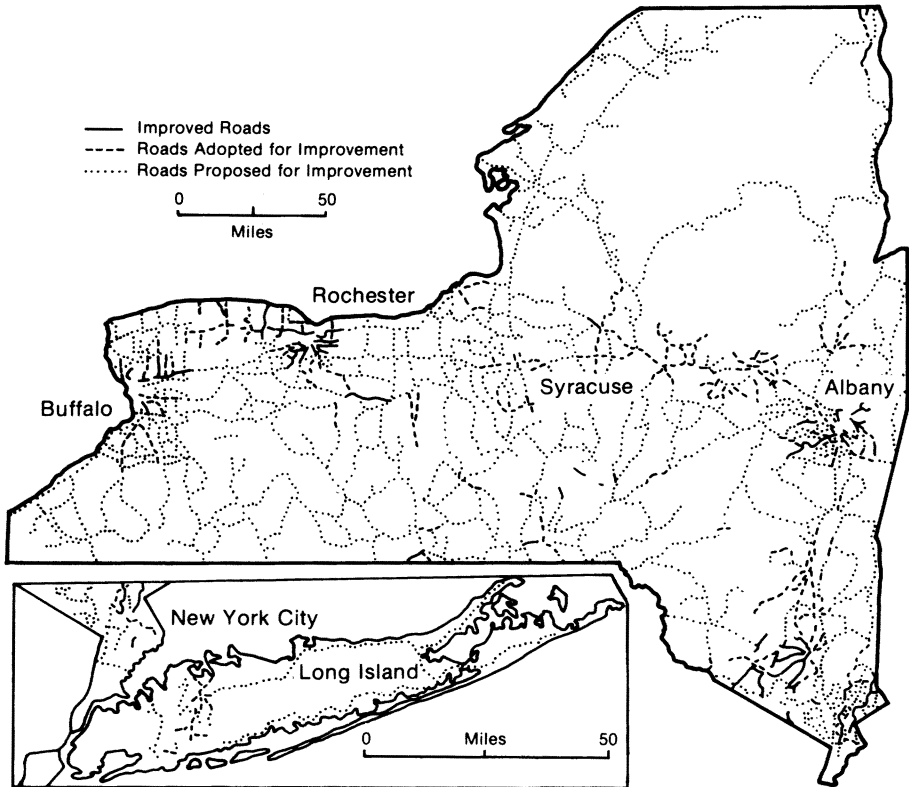 Improved Roads
Roads Adopted for Improvement
Roads Proposed for Improvement
0 50
Miles
Rochester
Buffalo
Syracuse
Albany
New York City
Long Island
0 Miles 50